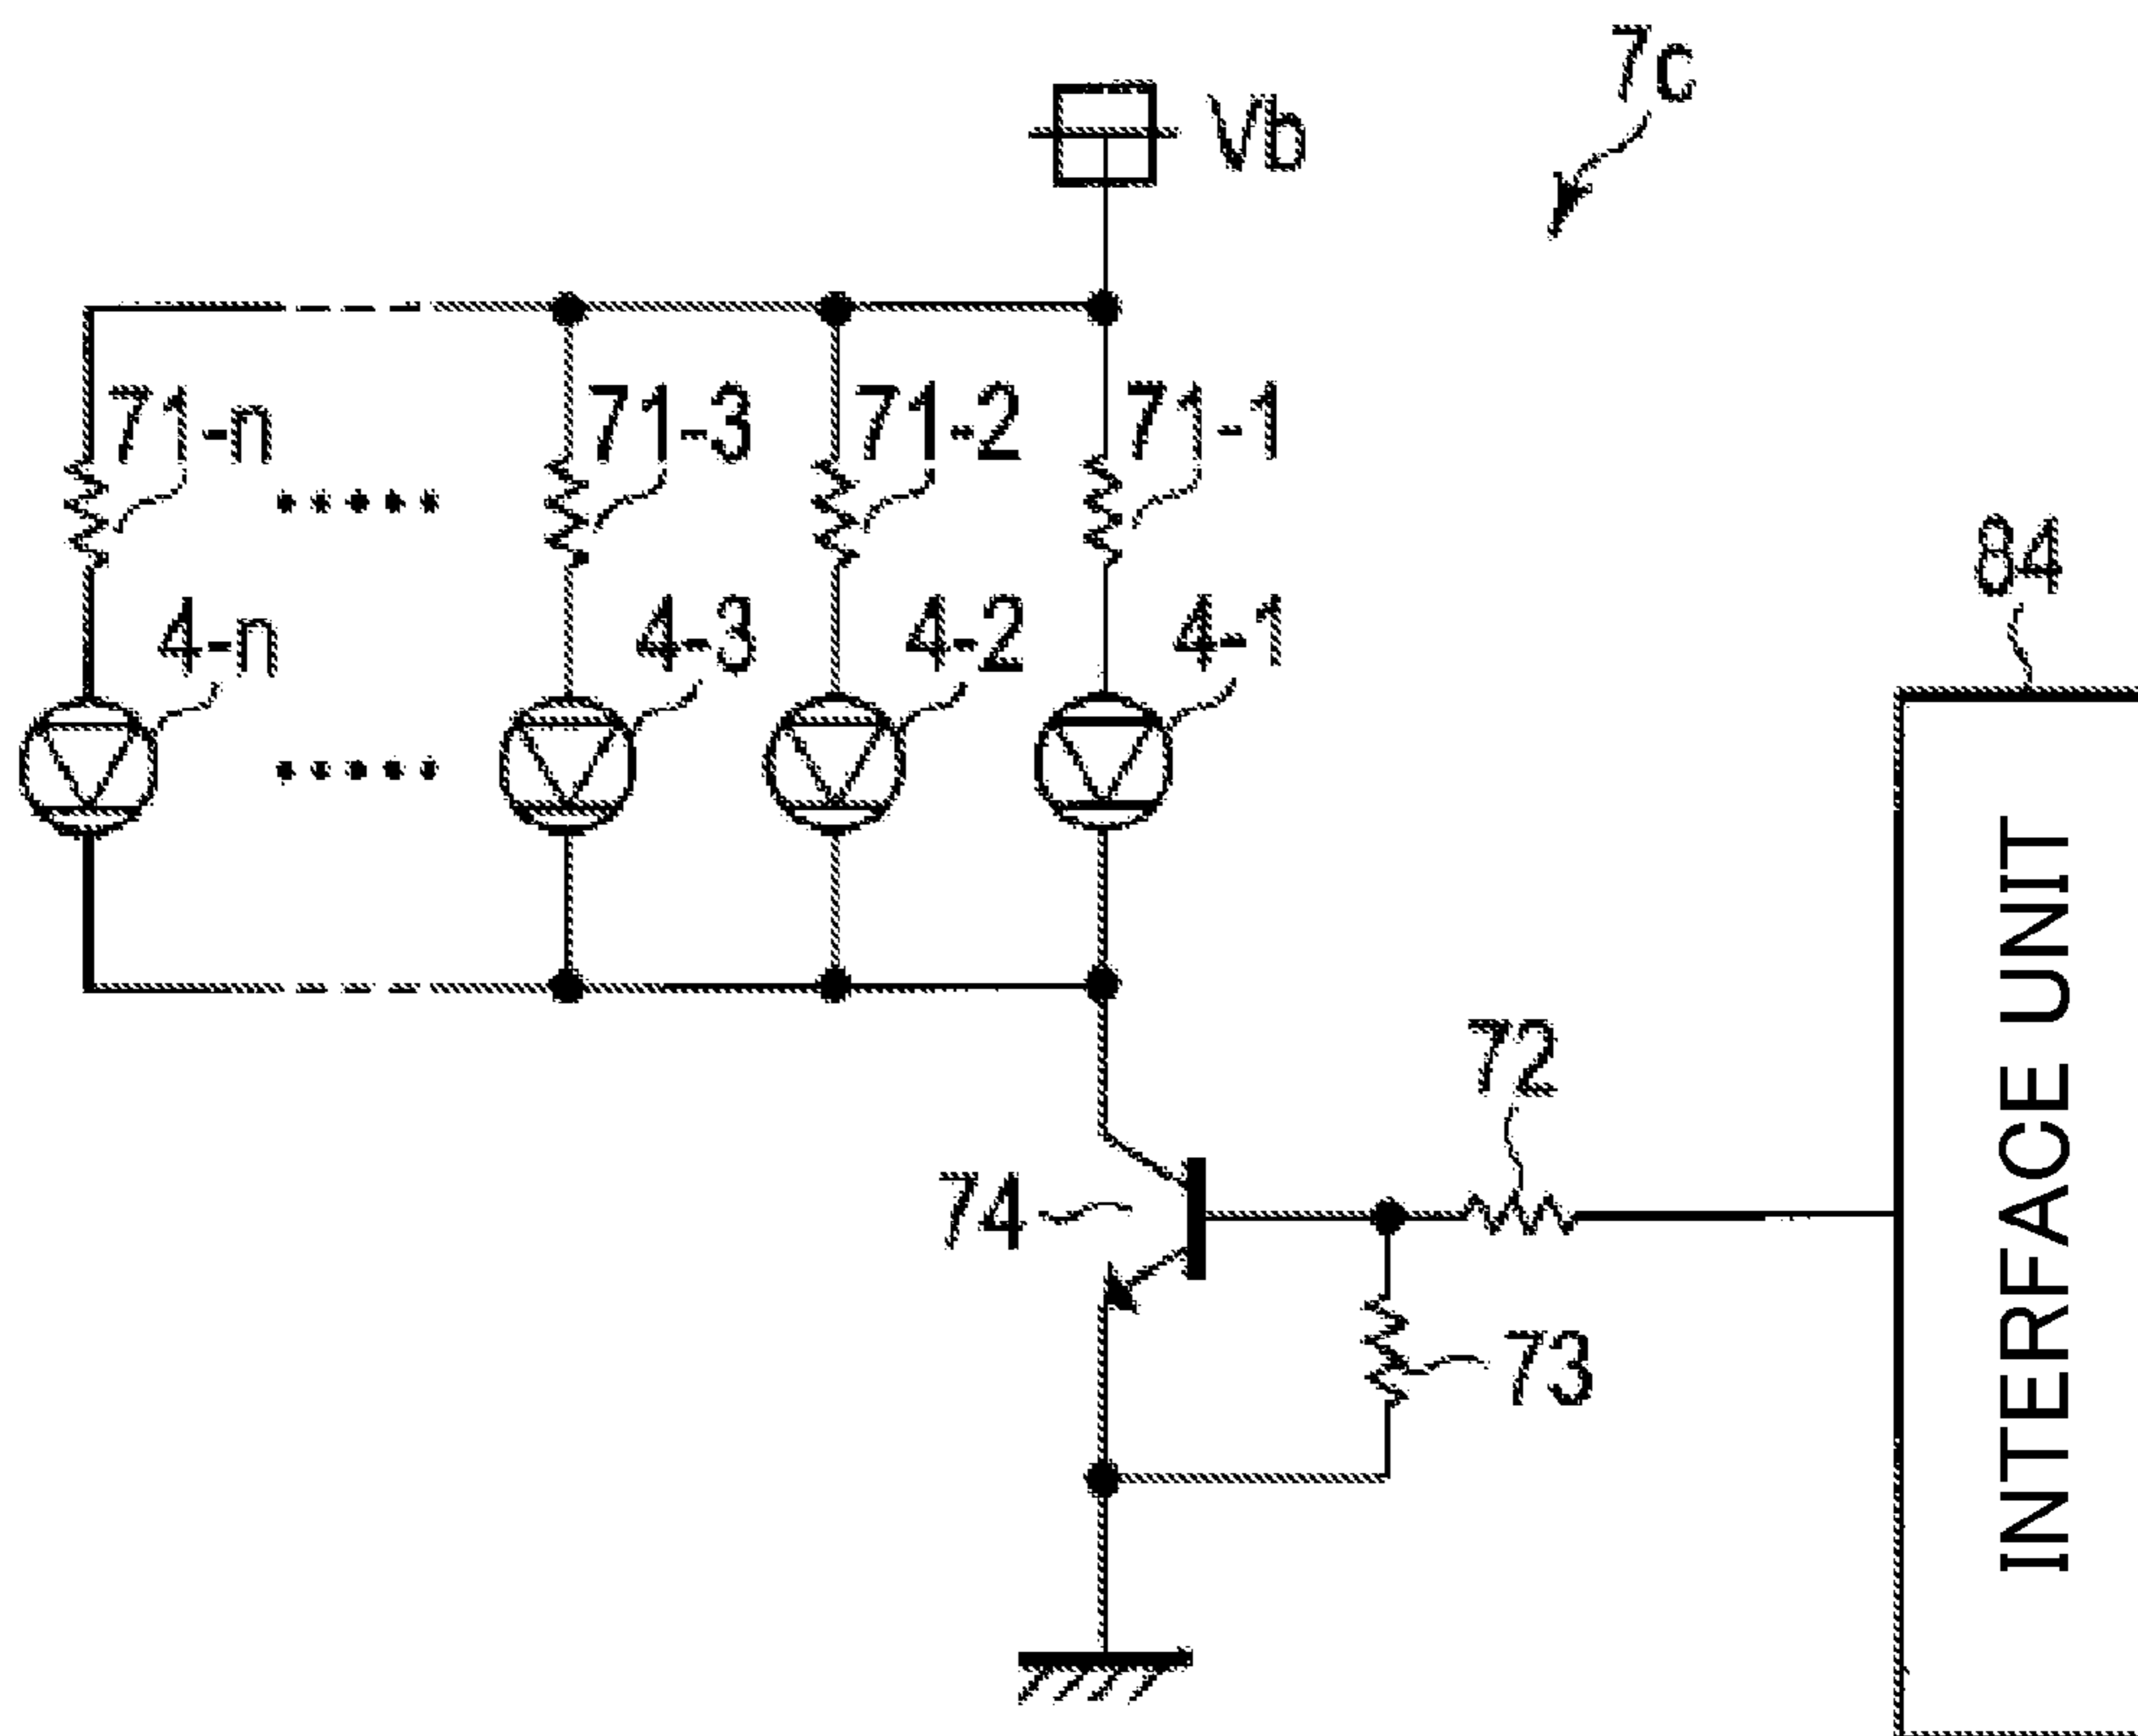 7c
Vb
71-n 71-3 71-2 71-1
84
4-n 4-3 4-2 4-1
INTERFACE UNIT
72
74
73